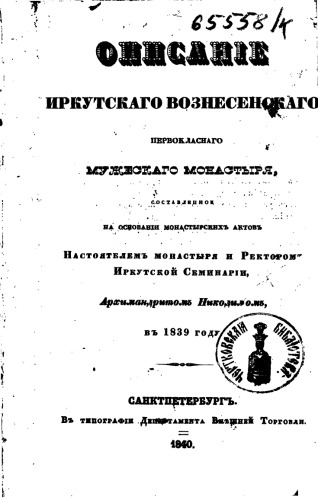 65558/к
ОПИСАНІЕ
ИРКУТСКАГО ВОЗНЕСЕНСКАГО
ПЕРВОКЛАСНАГО
МУЖЕСКАГО МОНАСТЫРЯ,
СОСТАВЛЕННОЕ
НА ОСНОВАНІИ МОНАСТЫРСКИХЪ АКТОВЪ
НАСТОЯТЕЛЕМЪ МОНАСТЫРЯ И РЕКТОРОМЪ
ИРКУТСКОЙ СЕМИНАРІИ,
Архимандритомъ Никодимомъ,
ВЪ 1839 ГОДУ
ЧЕРТКОВСКАЯ БИБЛІОТЕКА
САНКТПЕТЕРБУРГЪ.
ВЪ ТИПОГРАФІИ ДЕПАРТАМЕНТА ВНѢШНЕЙ ТОРГОВЛИ.
1840.